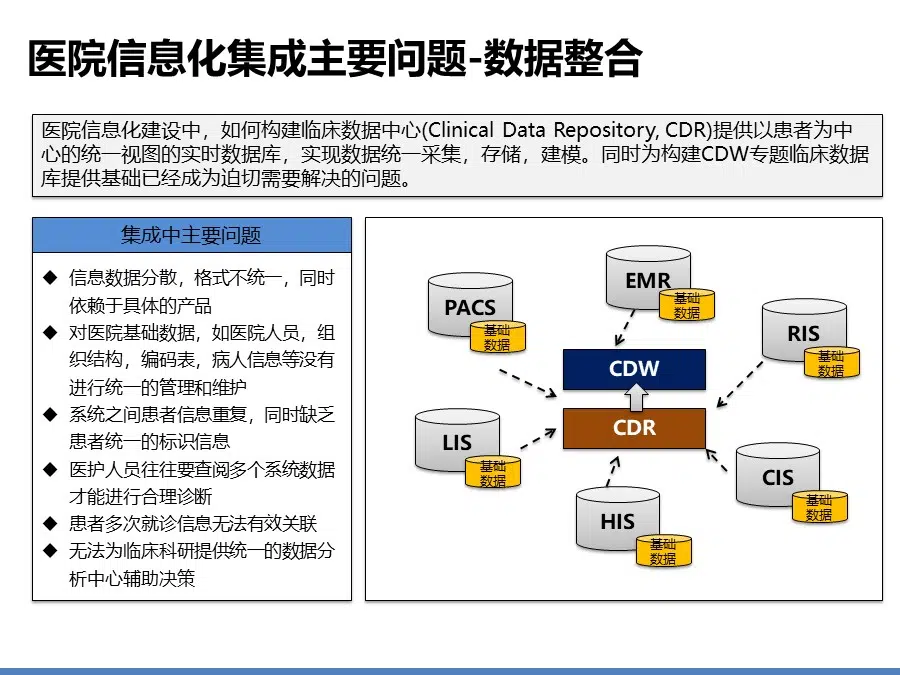 医院信息化集成主要问题-数据整合
医院信息化建设中，如何构建临床数据中心(Clinical Data Repository, CDR)提供以患者为中
心的统一视图的实时数据库，实现数据统一采集，存储，建模。同时为构建CDW专题临床数据
库提供基础已经成为迫切需要解决的问题。
集成中主要问题
◆ 信息数据分散，格式不统一，同时
依赖于具体的产品
◆ 对医院基础数据，如医院人员，组
织结构，编码表，病人信息等没有
进行统一的管理和维护
◆ 系统之间患者信息重复，同时缺乏
患者统一的标识信息
◆ 医护人员往往要查阅多个系统数据
才能进行合理诊断
◆ 患者多次就诊信息无法有效关联
◆ 无法为临床科研提供统一的数据分
析中心辅助决策
EMR
基础
数据
PACS
基础
数据
RIS
基础
数据
CDW
CDR
LIS
基础
数据
CIS
基础
数据
HIS
基础
数据